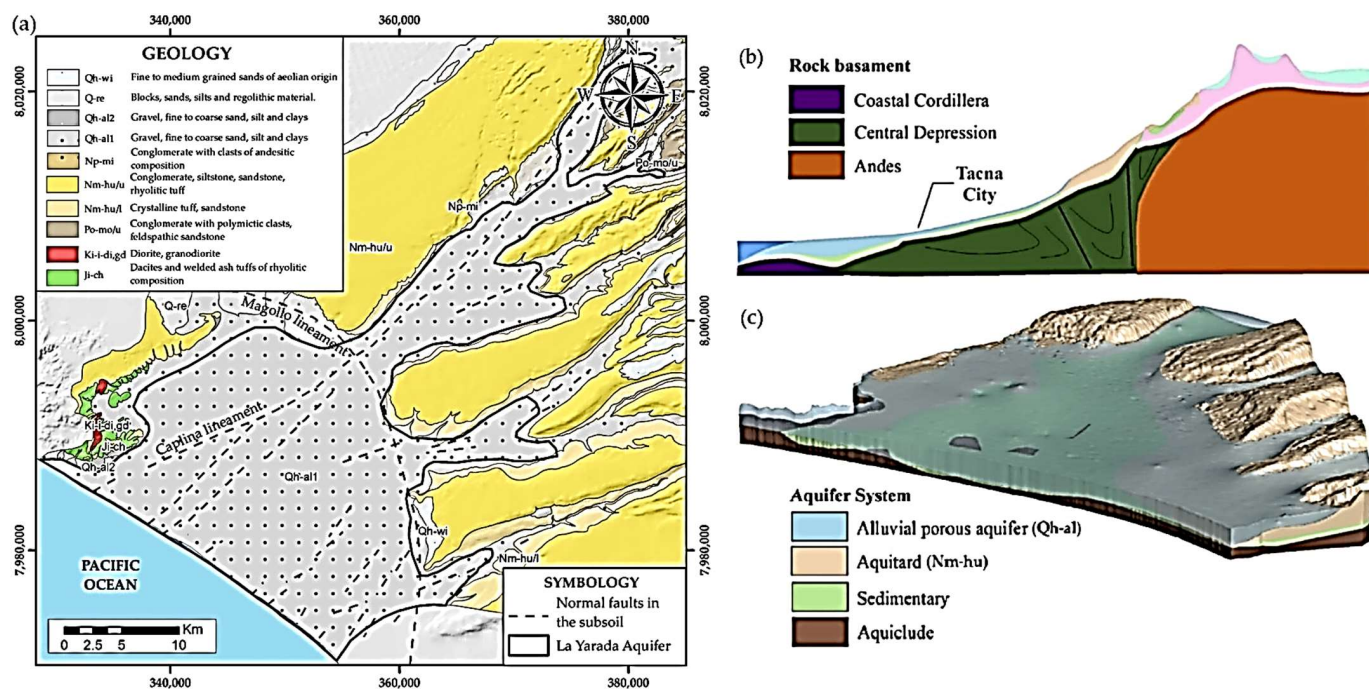 (a)
340,000
360,000
380,000
8,020,000
8,000,000
7,980,000
GEOLOGY
Qh-wi Fine to medium grained sands of aeolian origin
Q-re Blocks, sands, silts and regolithic material.
Qh-al2 Gravel, fine to coarse sand, silt and clays
Qh-al1 Gravel, fine to coarse sand, silt and clays
Np-mi Conglomerate with clasts of andesitic
composition
Nm-hu/u Conglomerate, siltstone, sandstone,
rhyolitic tuff
Nm-hu/l Crystalline tuff, sandstone
Po-mo/u Conglomerate with polymictic clasts,
feldspathic sandstone
Ki-i-di,gd Diorite, granodiorite
Ji-ch Dacites and welded ash tuffs of rhyolitic
composition
N
W E
S
Po-mo/u
Np-mi
Nm-hu/u
Q-re
Magollo lineament
Caplina lineament
Ki-i-di,gd
Ji-ch
Qh-al2
Qh-al1
Qh-wi
Nm-hu/l
PACIFIC
OCEAN
Km
0 2.5 5 10
SYMBOLOGY
Normal faults in
the subsoil
La Yarada Aquifer
8,020,000
8,000,000
7,980,000
340,000
360,000
380,000
(b)
Rock basament
Coastal Cordillera
Central Depression
Andes
Tacna
City
(c)
Aquifer System
Alluvial porous aquifer (Qh-al)
Aquitard (Nm-hu)
Sedimentary
Aquiclude